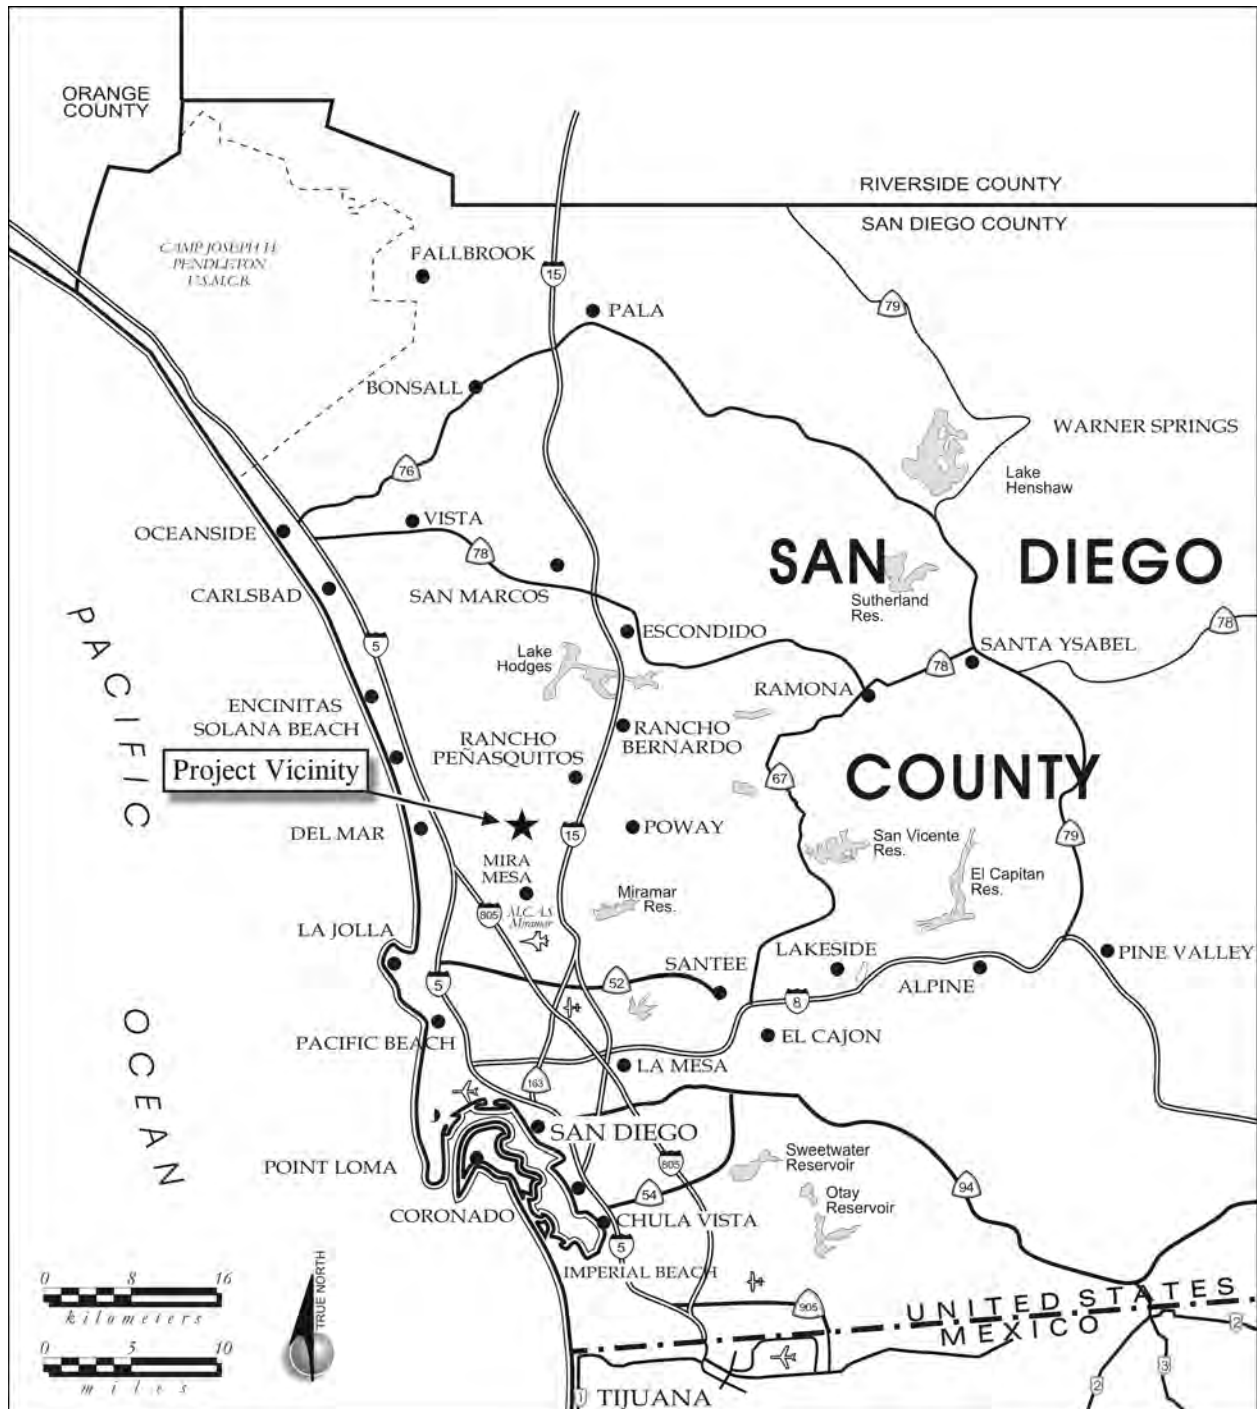 ORANGE
COUNTY
RIVERSIDE COUNTY
SAN DIEGO COUNTY
CAMP JOSEPH H.
PENDLETON
U.S.M.C.B.
FALLBROOK
15
79
PALA
BONSALL
WARNER SPRINGS
76
Lake
Henshaw
VISTA
OCEANSIDE
78
SAN DIEGO
CARLSBAD
SAN MARCOS
Sutherland
Res.
78
PACIFIC
ESCONDIDO
5
Lake
Hodges
SANTA YSABEL
78
RAMONA
ENCINITAS
SOLANA BEACH
RANCHO
PEÑASQUITOS
RANCHO
BERNARDO
Project Vicinity
67
COUNTY
DEL MAR
15
POWAY
San Vicente
Res.
79
MIRA
MESA
El Capitan
Res.
Miramar
Res.
805
M.C.A.S.
Miramar
LA JOLLA
LAKESIDE
PINE VALLEY
SANTEE
5
52
8
ALPINE
OCEAN
PACIFIC BEACH
EL CAJON
LA MESA
163
SAN DIEGO
Sweetwater
Reservoir
POINT LOMA
805
54
94
Otay
Reservoir
CORONADO
CHULA VISTA
5
IMPERIAL BEACH
TRUE NORTH
0 8 16
kilometers
905
UNITED STATES
MEXICO
2
0 5 10
miles
3
2
1
TIJUANA